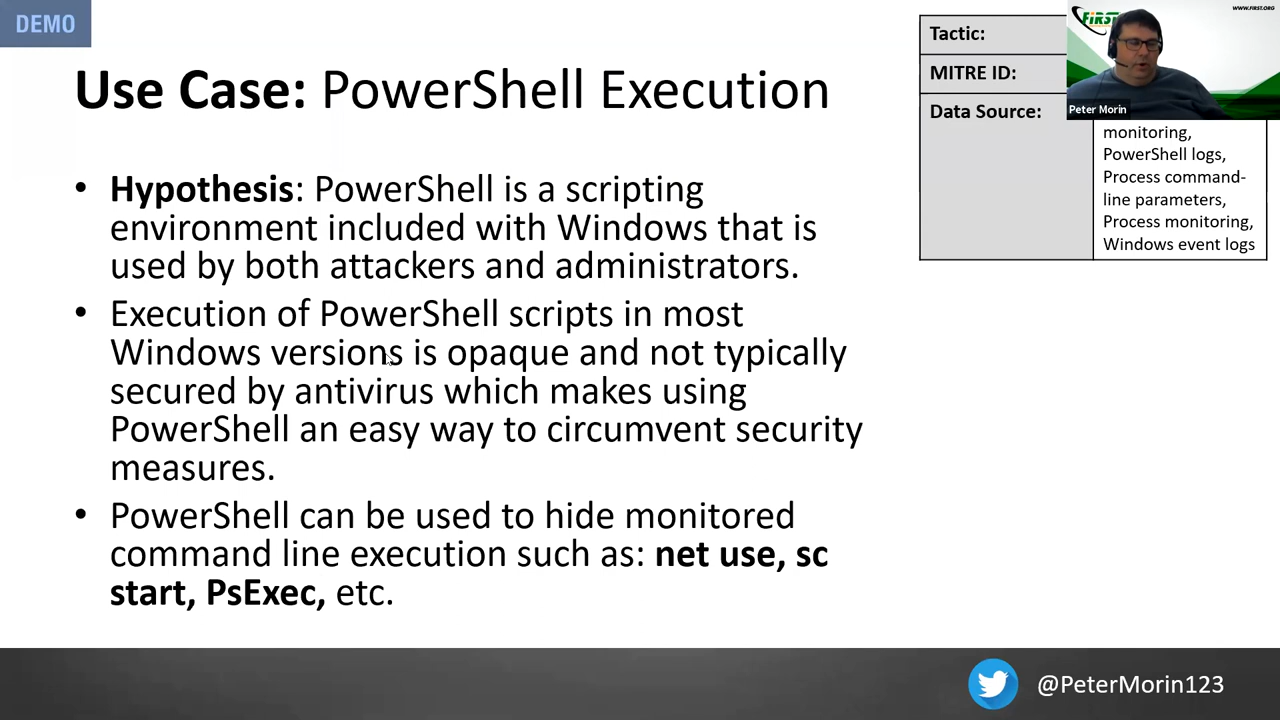 DEMO
Use Case: PowerShell Execution
• Hypothesis: PowerShell is a scripting
environment included with Windows that is
used by both attackers and administrators.
• Execution of PowerShell scripts in most
Windows versions is opaque and not typically
secured by antivirus which makes using
PowerShell an easy way to circumvent security
measures.
• PowerShell can be used to hide monitored
command line execution such as: net use, sc
start, PsExec, etc.
Tactic:
MITRE ID:
Data Source:
monitoring,
PowerShell logs,
Process command-
line parameters,
Process monitoring,
Windows event logs
FiRST
WWW.FIRST.ORG
Peter Morin
@PeterMorin123